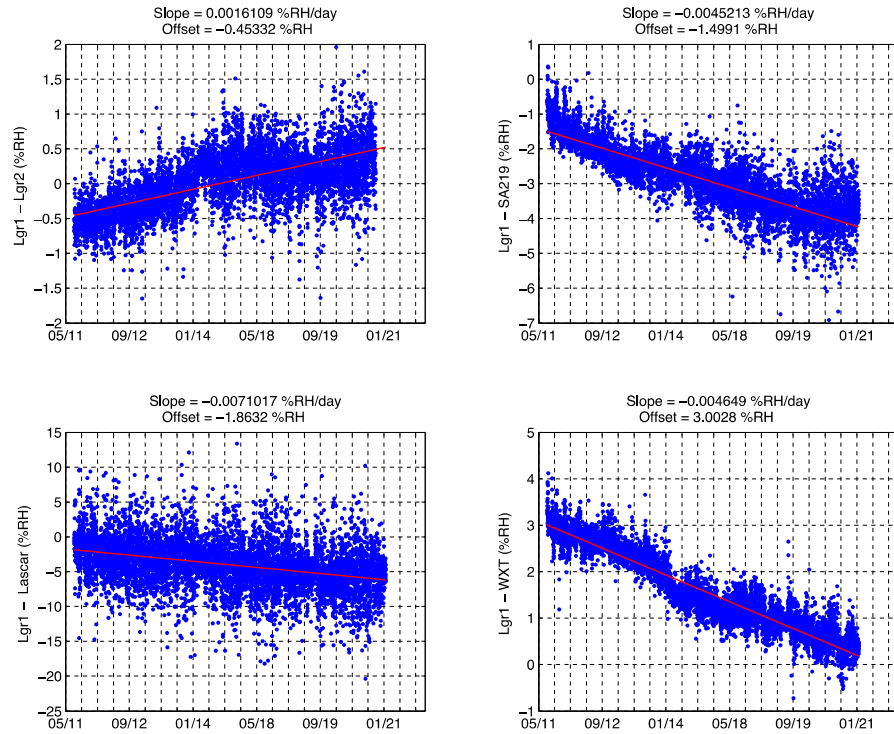 Slope = 0.0016109 %RH/day
Offset = −0.45332 %RH
Lgr1 − Lgr2 (%RH)
2
1.5
1
0.5
0
−0.5
−1
−1.5
2
05/11 09/12 01/14 05/18 09/19 01/21
Slope = −0.0045213 %RH/day
Offset = −1.4991 %RH
Lgr1 − SA219 (%RH)
1
0
−1
−2
−3
−4
−5
−6
−7
05/11 09/12 01/14 05/18 09/19 01/21
Slope = −0.0071017 %RH/day
Offset = −1.8632 %RH
Lgr1 − Lascar (%RH)
15
10
5
0
−5
−10
−15
−20
−25
05/11 09/12 01/14 05/18 09/19 01/21
Slope = −0.004649 %RH/day
Offset = 3.0028 %RH
Lgr1 − WXT (%RH)
5
4
3
2
1
0
−1
05/11 09/12 01/14 05/18 09/19 01/21